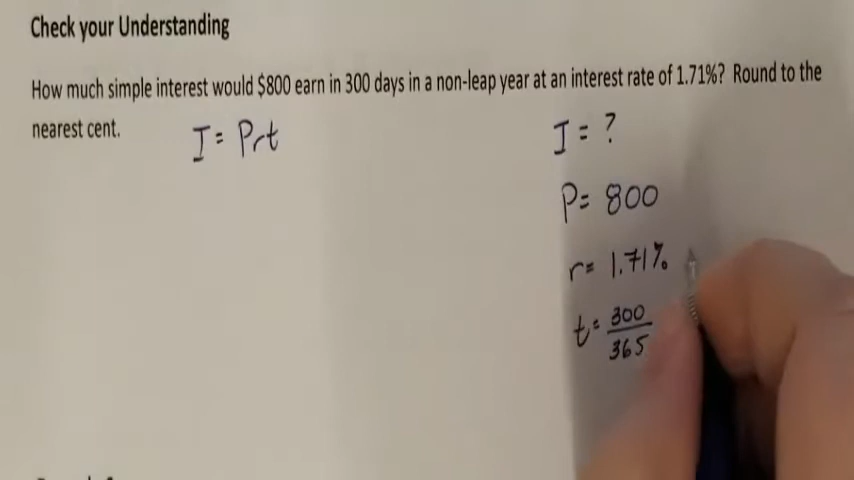 Check your Understanding
How much simple interest would $800 earn in 300 days in a non-leap year at an interest rate of 1.71%? Round to the
nearest cent.
I = Prt
I = ?
P = 800
r = 1.71%
t = 300/365